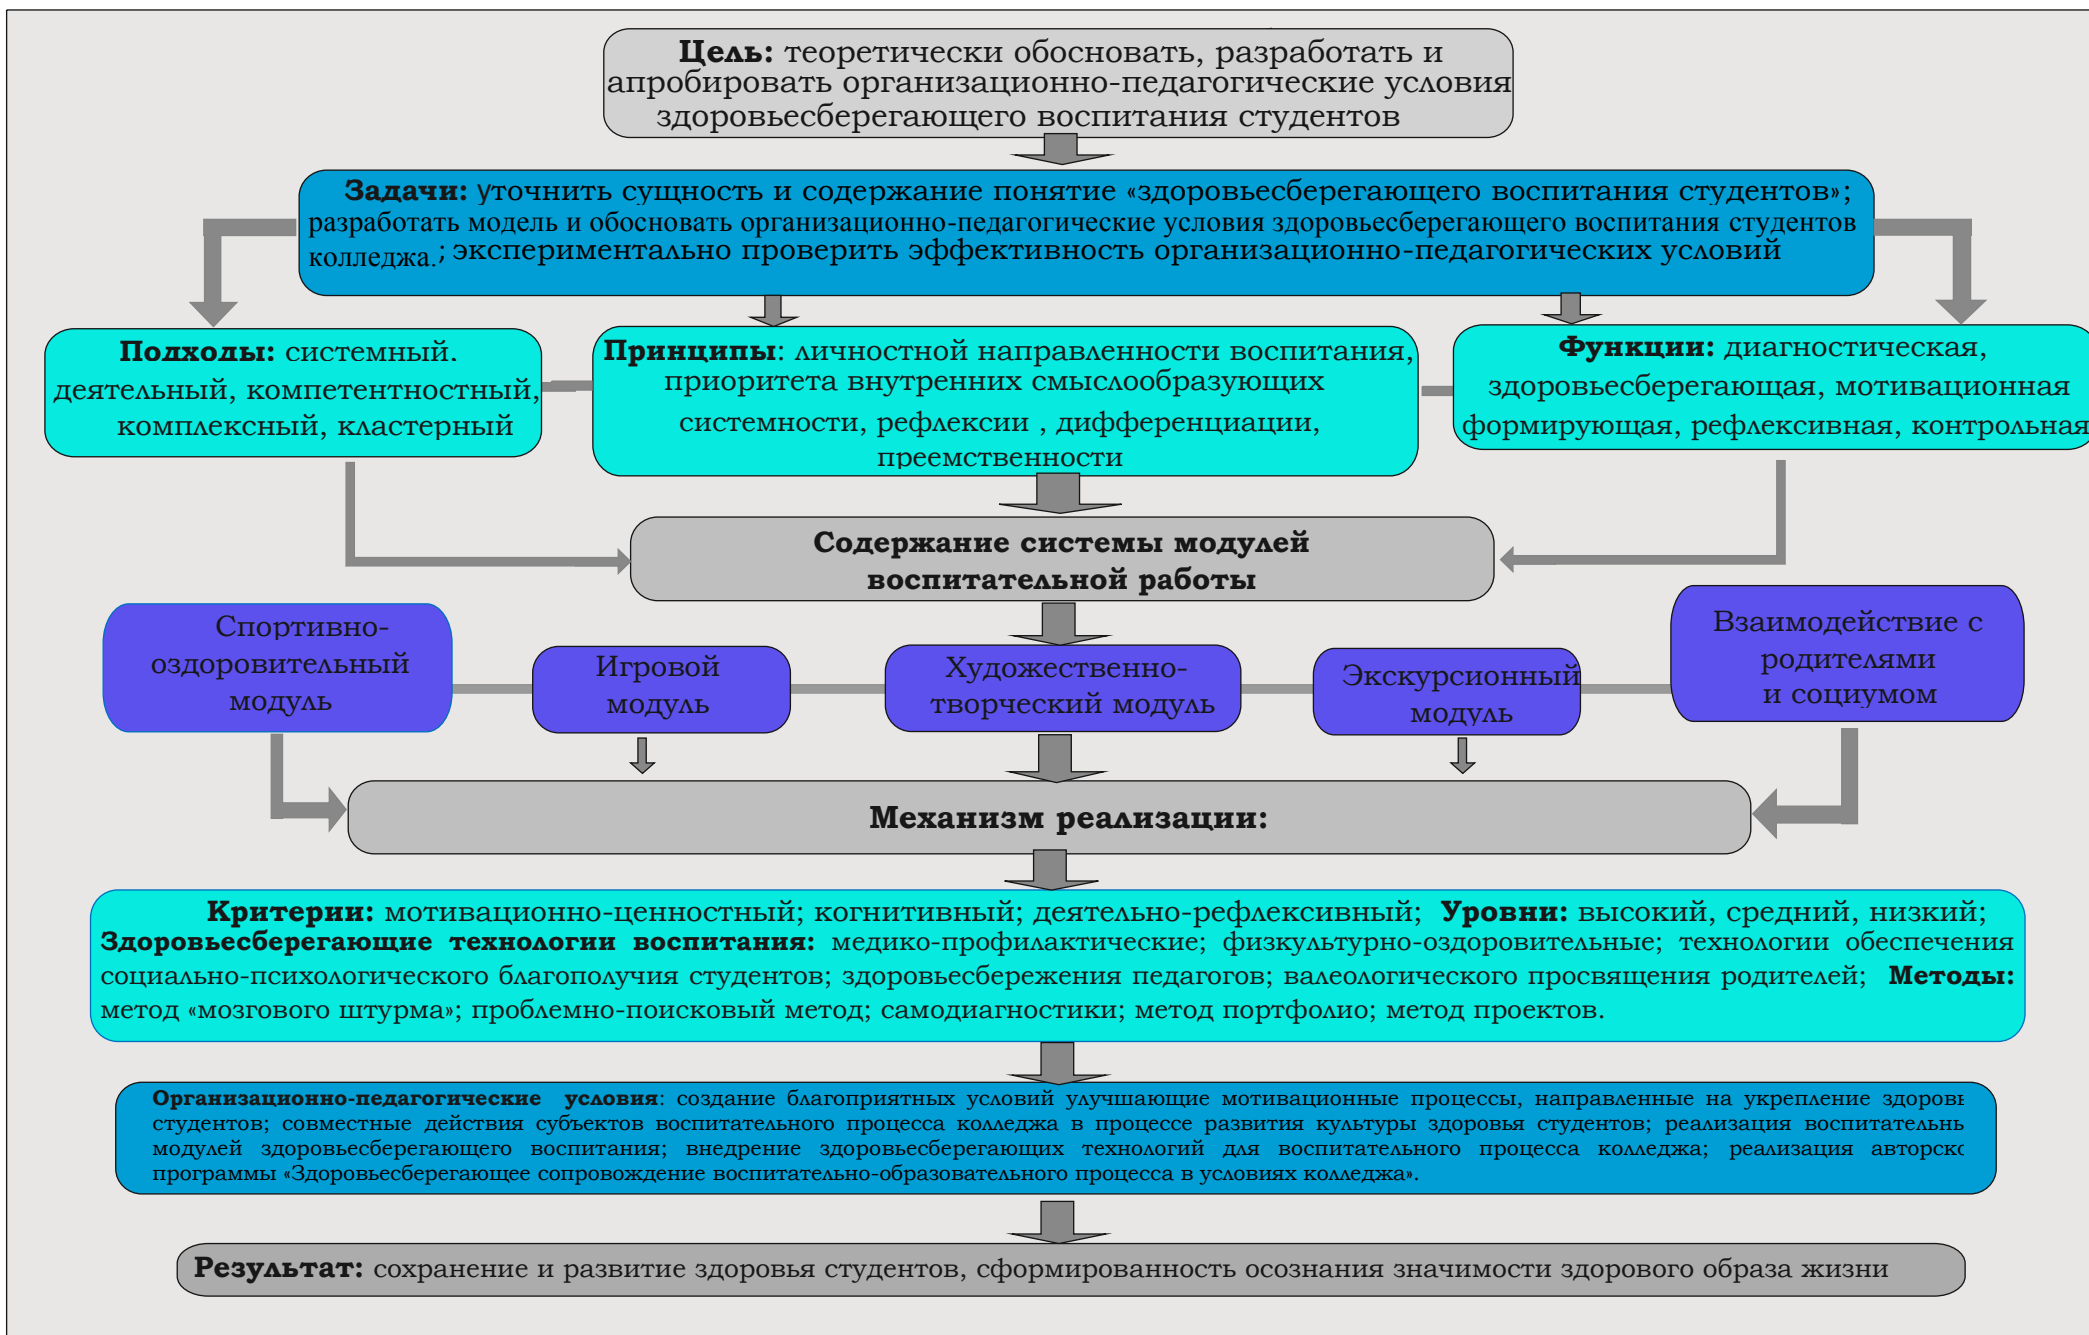 Цель: теоретически обосновать, разработать и
апробировать организационно-педагогические условия
здоровьесберегающего воспитания студентов
Задачи: уточнить сущность и содержание понятие «здоровьесберегающего воспитания студентов»;
разработать модель и обосновать организационно-педагогические условия здоровьесберегающего воспитания студентов
колледжа.; экспериментально проверить эффективность организационно-педагогических условий
Подходы: системный.
деятельный, компетентностный,
комплексный, кластерный
Принципы: личностной направленности воспитания,
приоритета внутренних смыслообразующих
системности, рефлексии , дифференциации,
преемственности
Функции: диагностическая,
здоровьесберегающая, мотивационная
формирующая, рефлексивная, контрольная
Содержание системы модулей
воспитательной работы
Спортивно-
оздоровительный
модуль
Игровой
модуль
Художественно-
творческий модуль
Экскурсионный
модуль
Взаимодействие с
родителями
и социумом
Механизм реализации:
Критерии: мотивационно-ценностный; когнитивный; деятельно-рефлексивный; Уровни: высокий, средний, низкий;
Здоровьесберегающие технологии воспитания: медико-профилактические; физкультурно-оздоровительные; технологии обеспечения
социально-психологического благополучия студентов; здоровьесбережения педагогов; валеологического просвящения родителей; Методы:
метод «мозгового штурма»; проблемно-поисковый метод; самодиагностики; метод портфолио; метод проектов.
Организационно-педагогические условия: создание благоприятных условий улучшающие мотивационные процессы, направленные на укрепление здоровь
студентов; совместные действия субъектов воспитательного процесса колледжа в процессе развития культуры здоровья студентов; реализация воспитательнь
модулей здоровьесберегающего воспитания; внедрение здоровьесберегающих технологий для воспитательного процесса колледжа; реализация авторско
программы «Здоровьесберегающее сопровождение воспитательно-образовательного процесса в условиях колледжа».
Результат: сохранение и развитие здоровья студентов, сформированность осознания значимости здорового образа жизни